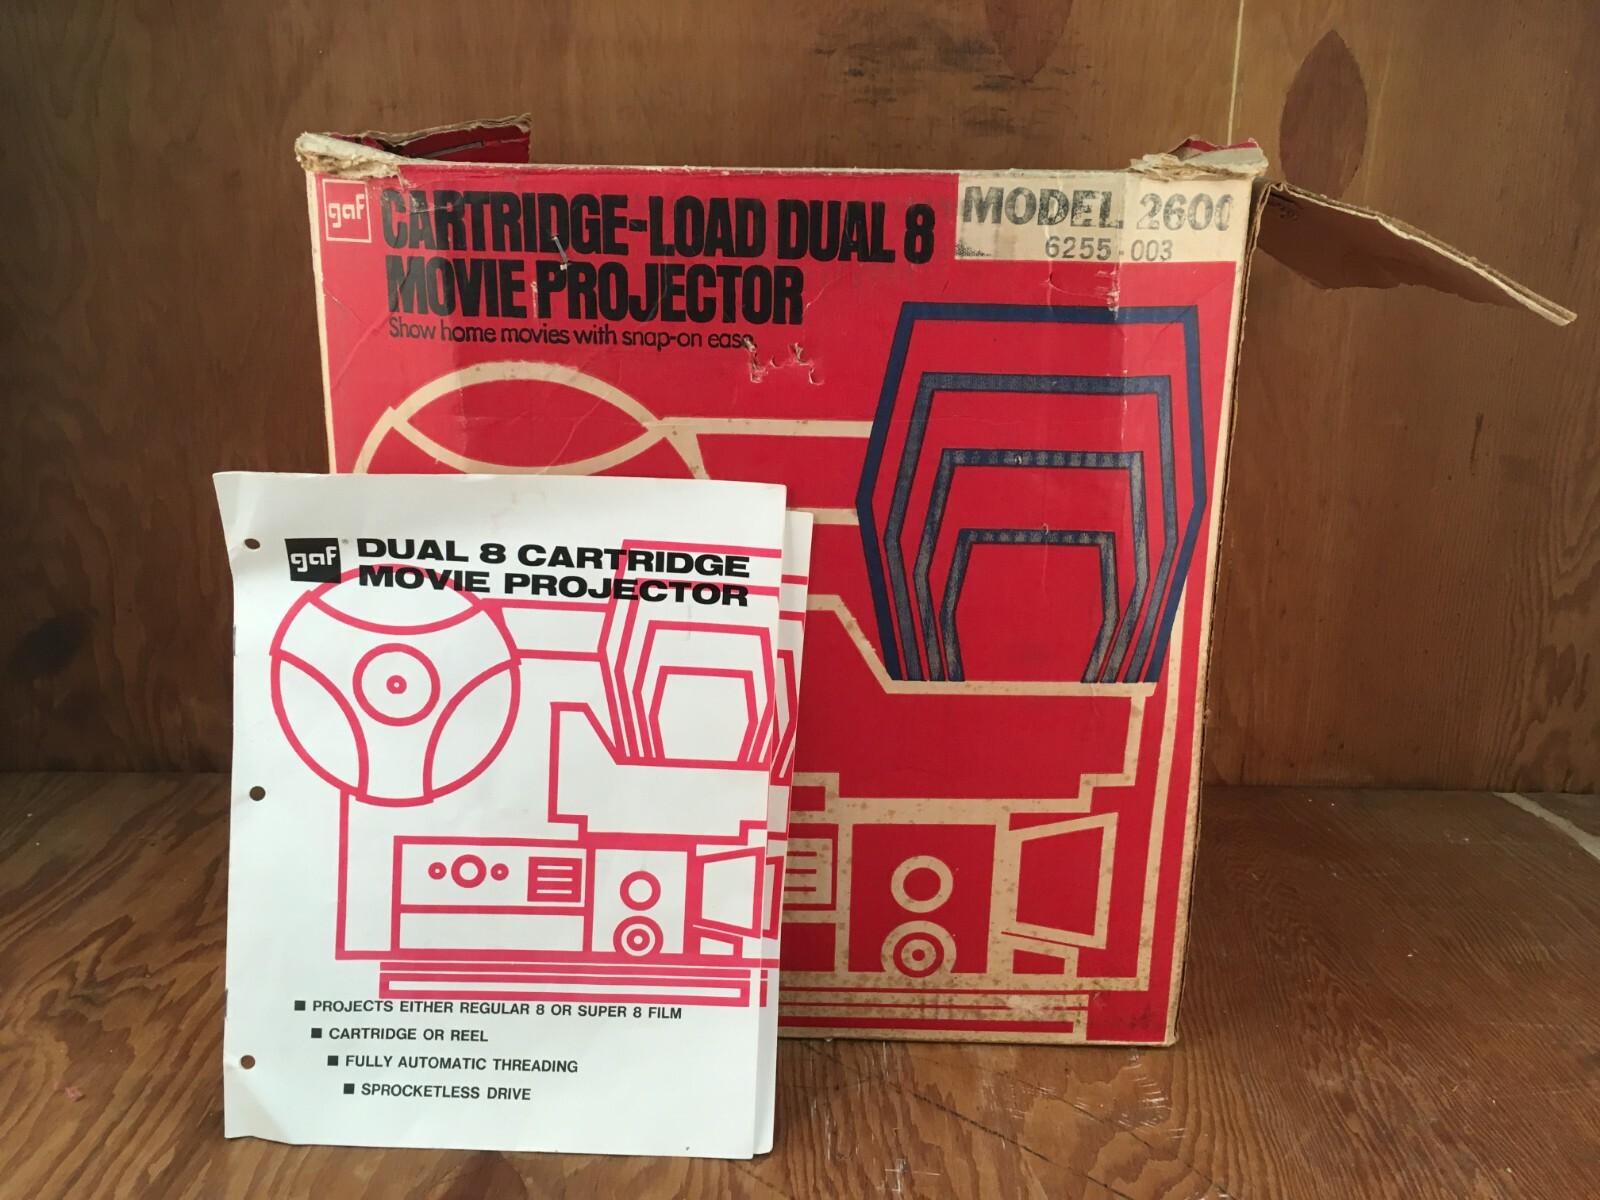 gaf
CARTRIDGE-LOAD DUAL 8
MOVIE PROJECTOR
Show home movies with snap-on ease.
MODEL 2600
6255-003
gaf
DUAL 8 CARTRIDGE
MOVIE PROJECTOR
■ PROJECTS EITHER REGULAR 8 OR SUPER 8 FILM
■ CARTRIDGE OR REEL
■ FULLY AUTOMATIC THREADING
■ SPROCKETLESS DRIVE